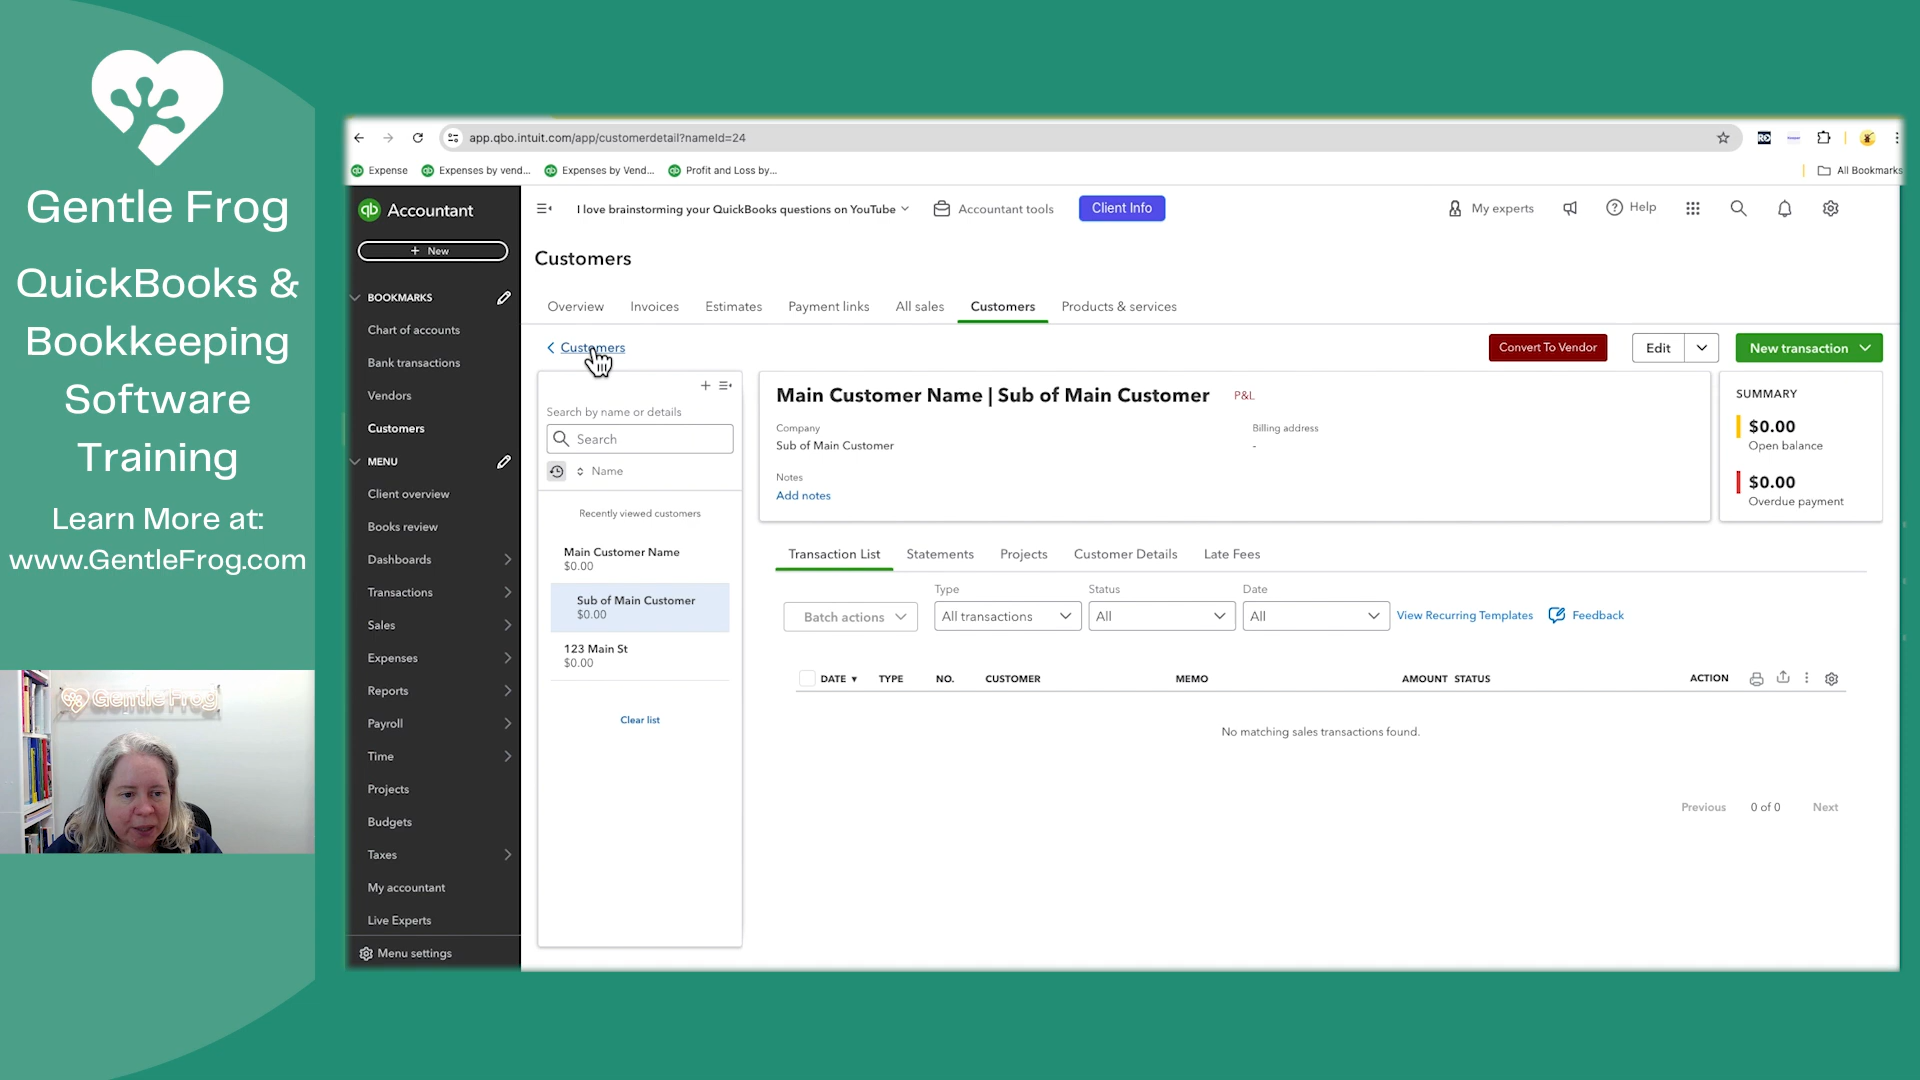 Gentle Frog
QuickBooks &
Bookkeeping
Software
Training
Learn More at:
www.GentleFrog.com
Gentle Frog
app.qbo.intuit.com/app/customerdetail?nameId=24
Expense
Expenses by vend...
Expenses by Vend...
Profit and Loss by...
All Bookmarks
qb Accountant
+ New
BOOKMARKS
Chart of accounts
Bank transactions
Vendors
Customers
MENU
Client overview
Books review
Dashboards
Transactions
Sales
Expenses
Reports
Payroll
Time
Projects
Budgets
Taxes
My accountant
Live Experts
Menu settings
I love brainstorming your QuickBooks questions on YouTube
Accountant tools
Client Info
My experts
Help
Customers
Overview
Invoices
Estimates
Payment links
All sales
Customers
Products & services
Customers
Convert To Vendor
Edit
New transaction
Search by name or details
Search
Name
Recently viewed customers
Main Customer Name
$0.00
Sub of Main Customer
$0.00
123 Main St
$0.00
Clear list
Main Customer Name | Sub of Main Customer
P&L
Company
Sub of Main Customer
Billing address
-
Notes
Add notes
SUMMARY
$0.00
Open balance
$0.00
Overdue payment
Transaction List
Statements
Projects
Customer Details
Late Fees
Type
Status
Date
Batch actions
All transactions
All
All
View Recurring Templates
Feedback
DATE
TYPE
NO.
CUSTOMER
MEMO
AMOUNT
STATUS
ACTION
No matching sales transactions found.
Previous
0 of 0
Next